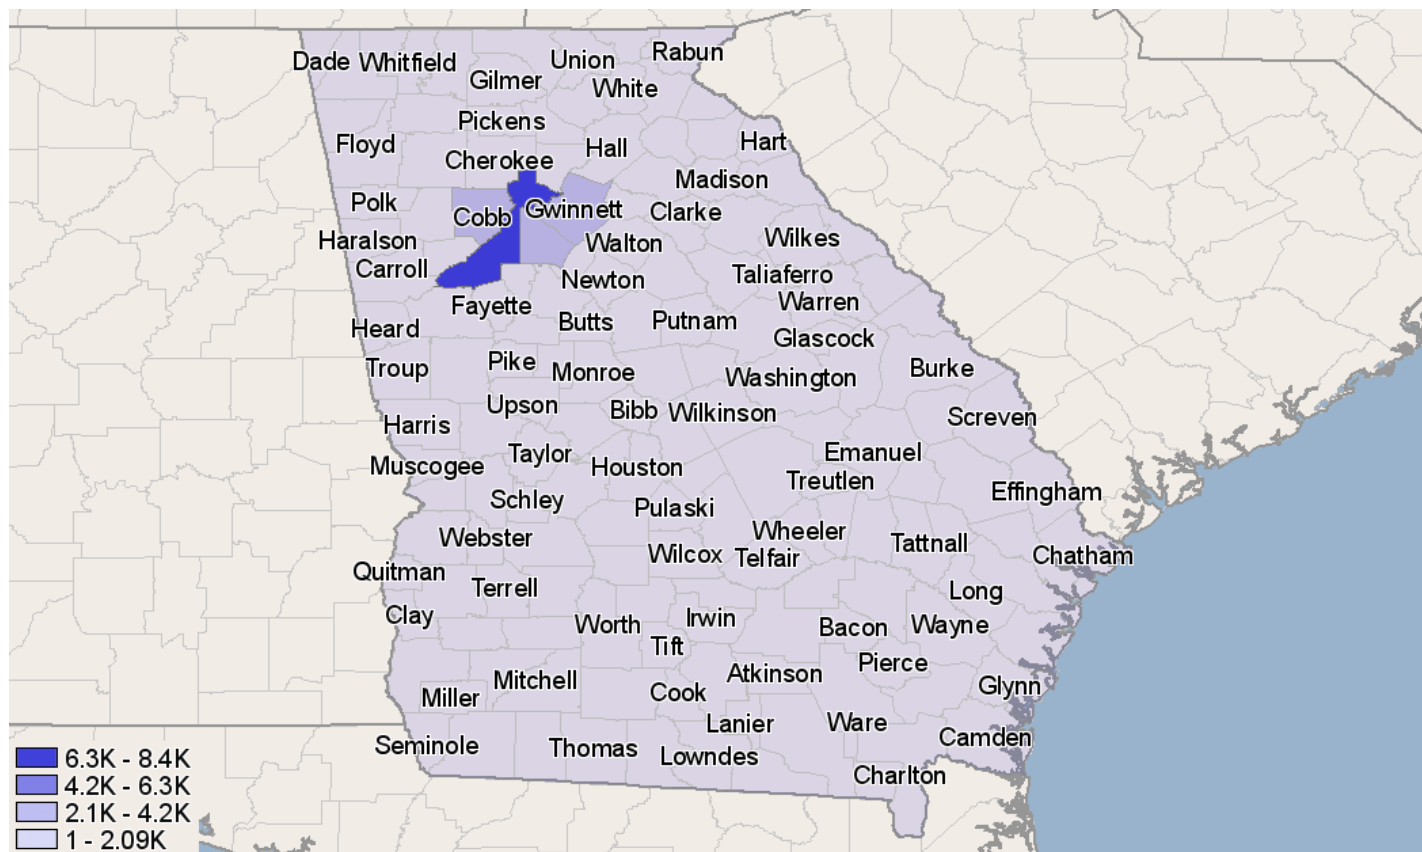 Rabun
Union
Dade
Whitfield
Gilmer
White
Pickens
Hart
Floyd
Hall
Cherokee
Madison
Polk
Gwinnett
Clarke
Cobb
Wilkes
Haralson
Walton
Carroll
Taliaferro
Newton
Warren
Fayette
Butts
Putnam
Heard
Glascock
Pike
Troup
Monroe
Burke
Washington
Upson
Bibb
Wilkinson
Screven
Harris
Emanuel
Taylor
Muscogee
Houston
Treutlen
Effingham
Schley
Pulaski
Wheeler
Webster
Tattnall
Wilcox
Telfair
Chatham
Quitman
Terrell
Long
Clay
Irwin
Worth
Bacon
Wayne
Tift
Pierce
Atkinson
Mitchell
Glynn
Miller
Cook
Lanier
Ware
Camden
Seminole
Thomas
Lowndes
Charlton
6.3K - 8.4K
4.2K - 6.3K
2.1K - 4.2K
1 - 2.09K